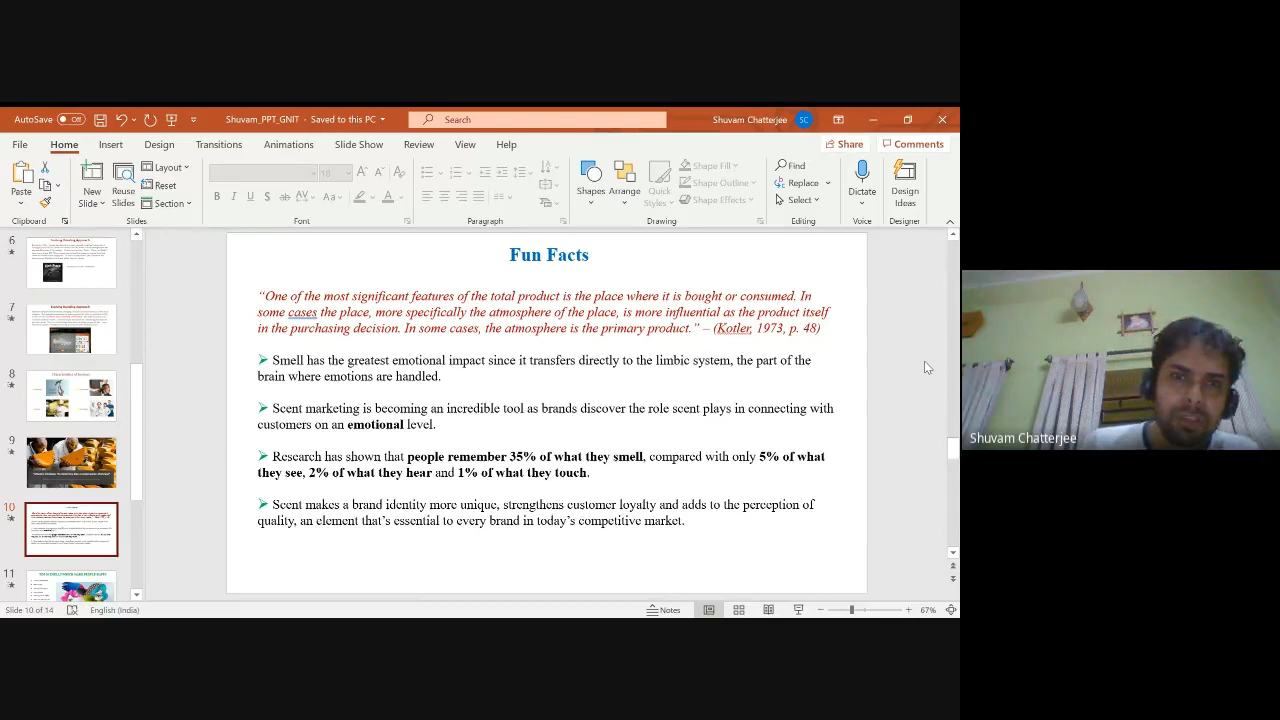 AutoSave Off Shuvam_PPT_GNIT - Saved to this PC Search Shuvam Chatterjee SC
File Home Insert Design Transitions Slide Show Animations Review View Help Share Comments
Paste New Slide Reuse Slides Layout Reset Section 18 Shapes Arrange Quick Styles Shape Fill Shape Outline Shape Effects Find Replace Select Dictate Design Ideas
Clipboard Slides Font Paragraph Drawing Editing Voice Designer
6
7
8
9
10
11
Fun Facts
“One of the most significant features of the total product is the place where it is bought or consumed. In
some cases, the place, more specifically the atmosphere of the place, is more influential than the product itself
in the purchasing decision. In some cases, the atmosphere is the primary product.” – (Kotler, 1973, p. 48)
Smell has the greatest emotional impact since it transfers directly to the limbic system, the part of the
brain where emotions are handled.
Scent marketing is becoming an incredible tool as brands discover the role scent plays in connecting with
customers on an emotional level.
Research has shown that people remember 35% of what they smell, compared with only 5% of what
they see, 2% of what they hear and 1% of what they touch.
Scent makes a brand identity more unique, strengthens customer loyalty and adds to the perception of
quality, an element that’s essential to every brand in today’s competitive market.
Slide 10 of 14 English (India) Notes 67%
Shuvam Chatterjee